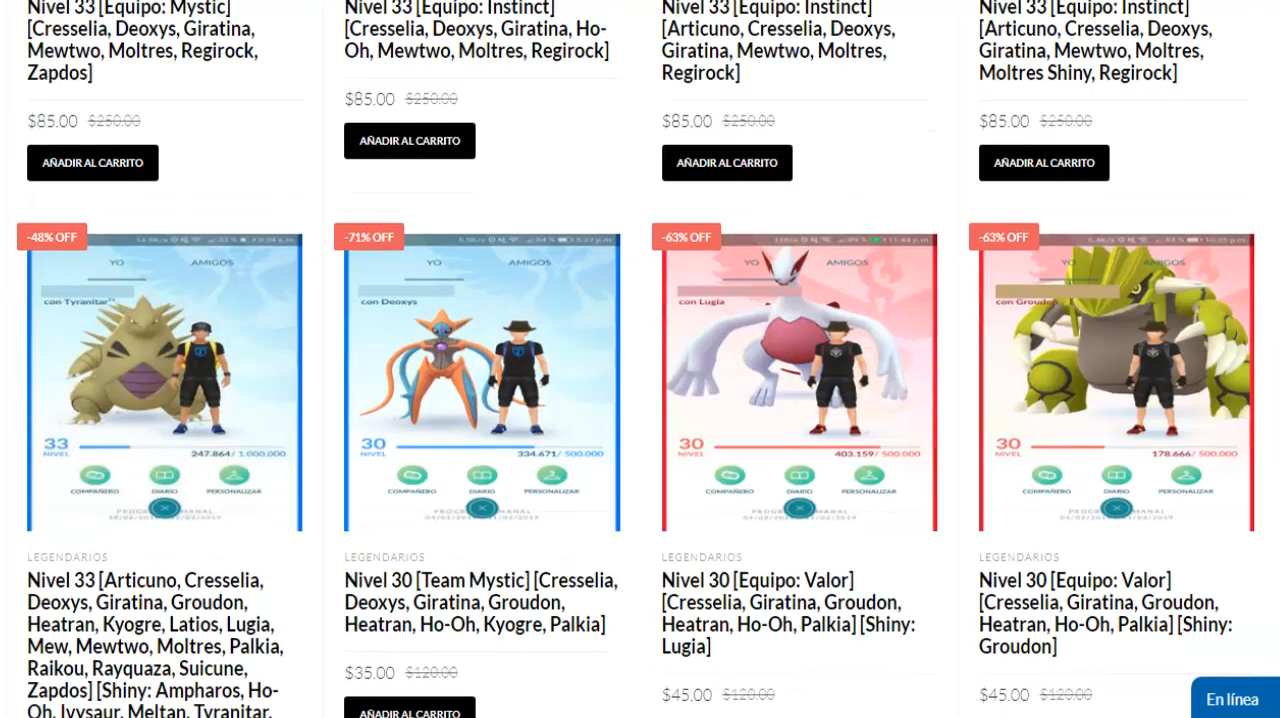 Nivel 33 [Equipo: Mystic]
[Cresselia, Deoxys, Giratina,
Mewtwo, Moltres, Regirock,
Zapdos]
$85.00 $250.00
AÑADIR AL CARRITO
Nivel 33 [Equipo: Instinct]
[Cresselia, Deoxys, Giratina, Ho-
Oh, Mewtwo, Moltres, Regirock]
$85.00 $250.00
AÑADIR AL CARRITO
Nivel 33 [Equipo: Instinct]
[Articuno, Cresselia, Deoxys,
Giratina, Mewtwo, Moltres,
Regirock]
$85.00 $250.00
AÑADIR AL CARRITO
Nivel 33 [Equipo: Instinct]
[Articuno, Cresselia, Deoxys,
Giratina, Mewtwo, Moltres,
Moltres Shiny, Regirock]
$85.00 $250.00
AÑADIR AL CARRITO
-48% OFF
YO AMIGOS
con Tyranitar
33
NIVEL
247.864/ 1.000.000
COMPAÑERO DIARIO PERSONALIZAR
LEGENDARIOS
Nivel 33 [Articuno, Cresselia,
Deoxys, Giratina, Groudon,
Heatran, Kyogre, Latios, Lugia,
Mew, Mewtwo, Moltres, Palkia,
Raikou, Rayquaza, Suicune,
Zapdos] [Shiny: Ampharos, Ho-
Oh, Ivysaur, Meltan, Tyranitar,
-71% OFF
YO AMIGOS
con Deoxys
30
NIVEL
334.671/ 500.000
COMPAÑERO DIARIO PERSONALIZAR
LEGENDARIOS
Nivel 30 [Team Mystic] [Cresselia,
Deoxys, Giratina, Groudon,
Heatran, Ho-Oh, Kyogre, Palkia]
$35.00 $120.00
AÑADIR AL CARRITO
-63% OFF
YO AMIGOS
con Lugia
30
NIVEL
403.159/ 500.000
COMPAÑERO DIARIO PERSONALIZAR
LEGENDARIOS
Nivel 30 [Equipo: Valor]
[Cresselia, Giratina, Groudon,
Heatran, Ho-Oh, Palkia] [Shiny:
Lugia]
$45.00 $120.00
-63% OFF
YO AMIGOS
con Groudon
30
NIVEL
178.666/ 500.000
COMPAÑERO DIARIO PERSONALIZAR
LEGENDARIOS
Nivel 30 [Equipo: Valor]
[Cresselia, Giratina, Groudon,
Heatran, Ho-Oh, Palkia] [Shiny:
Groudon]
$45.00 $120.00
En línea